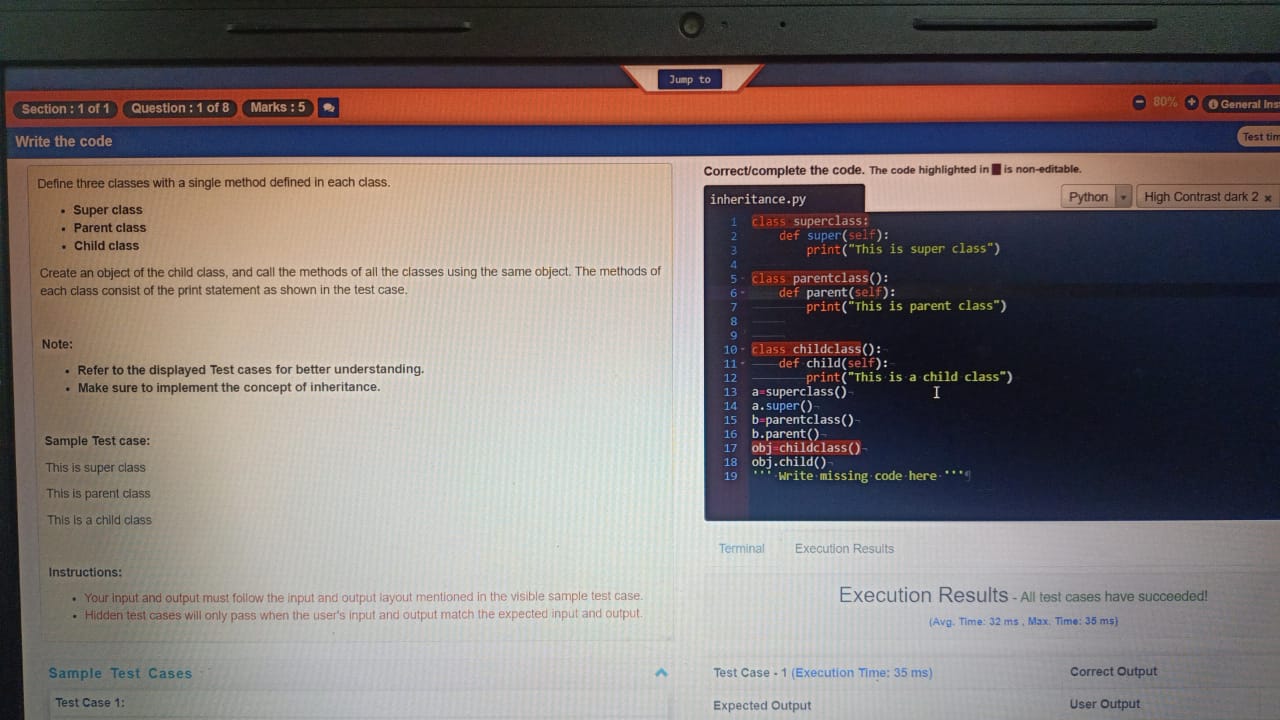 Jump to
Section : 1 of 1 Question : 1 of 8 Marks : 5
80% General Ins
Write the code
Test tim
Define three classes with a single method defined in each class.
• Super class
• Parent class
• Child class
Create an object of the child class, and call the methods of all the classes using the same object. The methods of
each class consist of the print statement as shown in the test case.
Note:
• Refer to the displayed Test cases for better understanding.
• Make sure to implement the concept of inheritance.
Sample Test case:
This is super class
This is parent class
This is a child class
Instructions:
• Your input and output must follow the input and output layout mentioned in the visible sample test case.
• Hidden test cases will only pass when the user's input and output match the expected input and output.
Sample Test Cases
Test Case 1:
Correct/complete the code. The code highlighted in is non-editable.
inheritance.py
Python High Contrast dark 2 ×
1 class superclass:
2 def super(self):
3 print("This is super class")
4
5 class parentclass():
6 def parent(self):
7 print("This is parent class")
8
9
10 class childclass():
11 def child(self):
12 print("This is a child class")
13 a=superclass()
14 a.super()
15 b=parentclass()
16 b.parent()
17 obj=childclass()
18 obj.child()
19 ''' Write missing code here '''
Terminal Execution Results
Execution Results - All test cases have succeeded!
(Avg. Time: 32 ms , Max. Time: 35 ms)
Test Case - 1 (Execution Time: 35 ms) Correct Output
Expected Output User Output